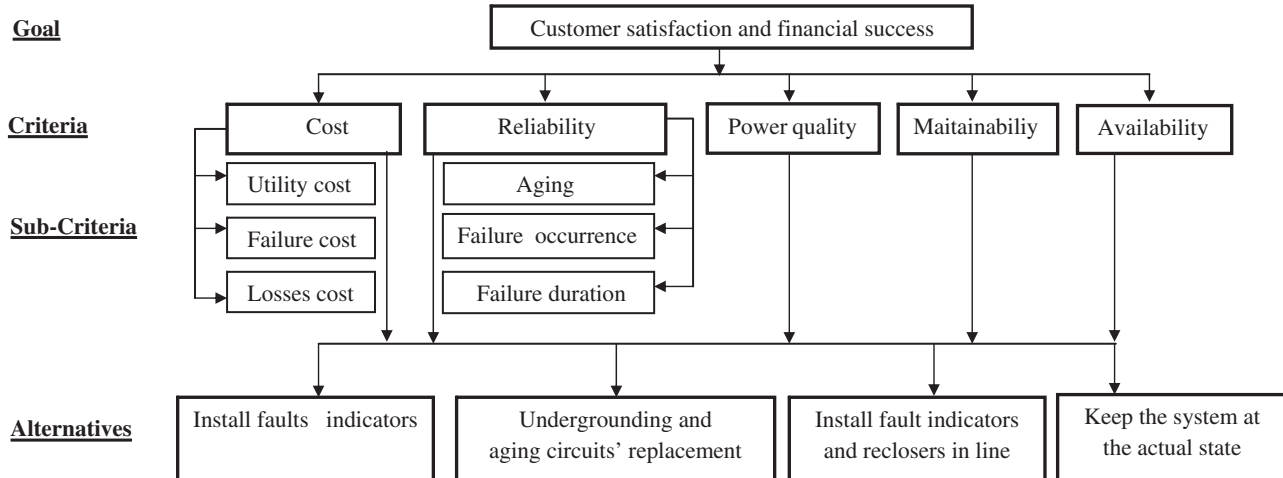 Goal
Customer satisfaction and financial success
Criteria
Cost
Reliability
Power quality
Maitainabiliy
Availability
Sub-Criteria
Utility cost
Aging
Failure cost
Failure occurrence
Losses cost
Failure duration
Alternatives
Install faults indicators
Undergrounding and
aging circuits’ replacement
Install fault indicators
and reclosers in line
Keep the system at
the actual state